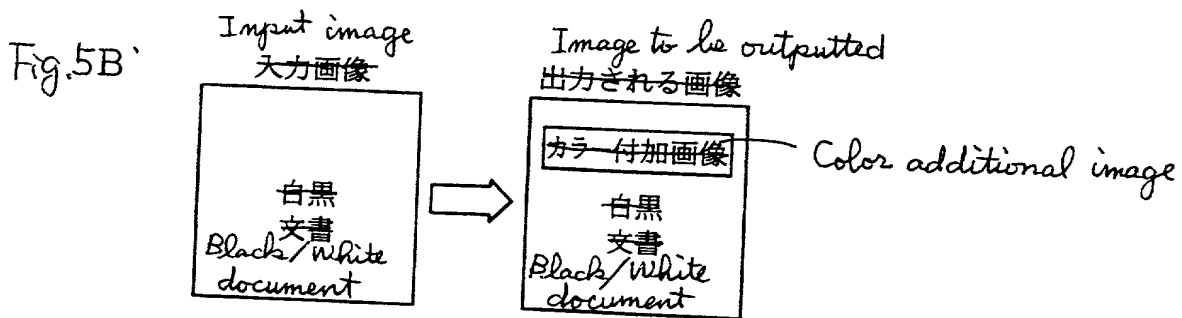 Fig.5B
Input image
入力画像
白黒
文書
Black/White
document
Image to be outputted
出力される画像
カラー付加画像
Color additional image
白黒
文書
Black/White
document